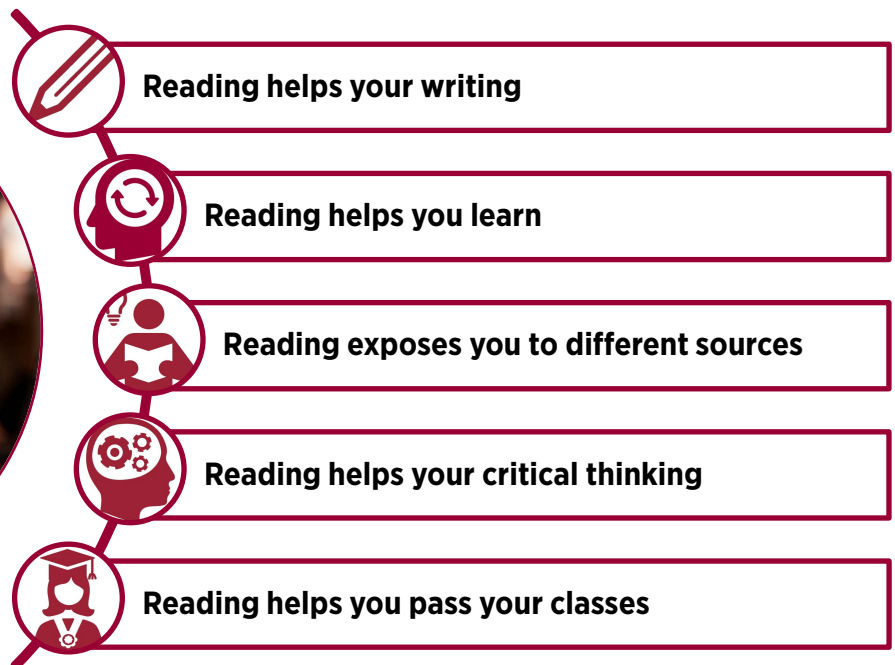 Reading helps your writing
Reading helps you learn
Reading exposes you to different sources
Reading helps your critical thinking
Reading helps you pass your classes